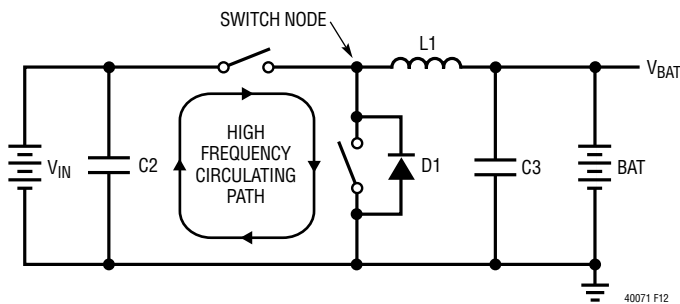 SWITCH NODE
L1
V_BAT
HIGH
FREQUENCY
CIRCULATING
PATH
V_IN
C2
D1
C3
BAT
40071 F12